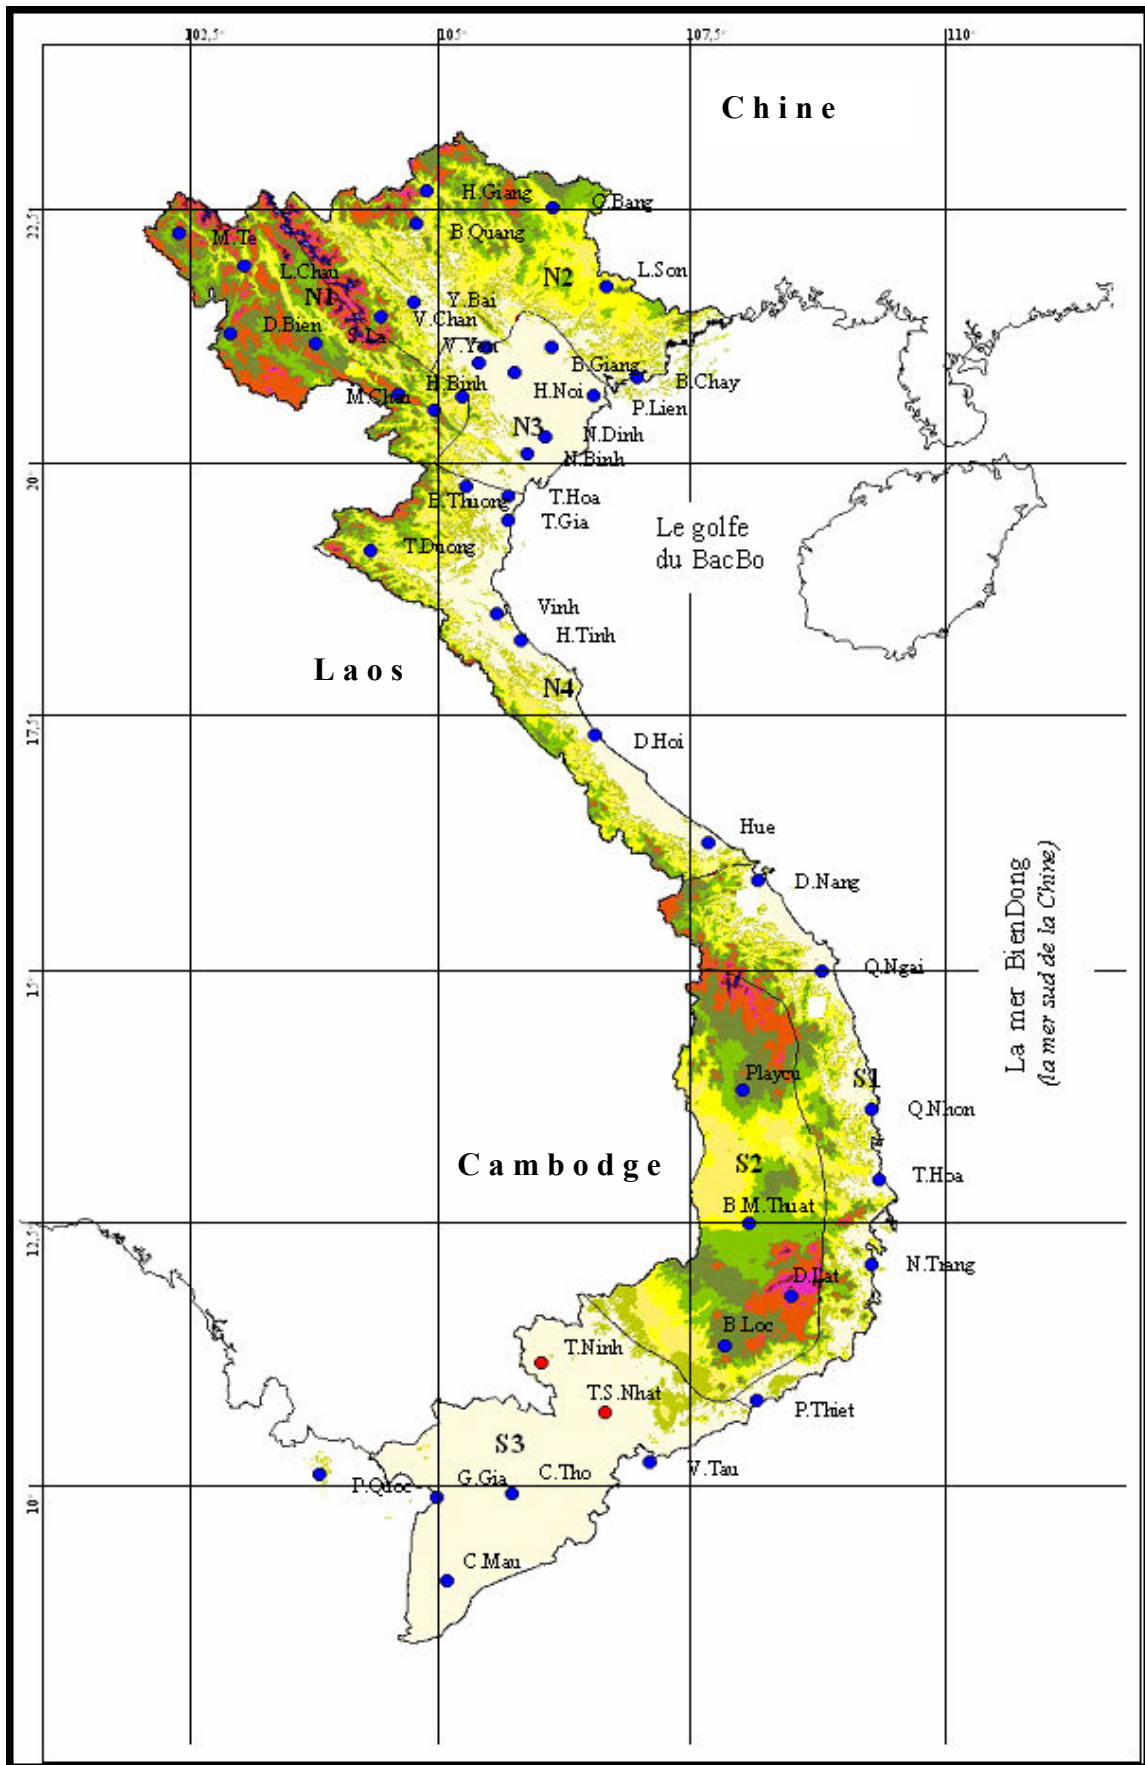 102,5°
105°
107,5°
110°
Chine
H.Giang
C.Bang
22,5°
B.Quang
M.Te
L.Son
N2
L.Chau
N1
Y.Bai
V.Chan
D.Bien
S.La
V.Yen
B.Giang
B.Chay
H.Binh
H.Noi
M.Chau
P.Lien
N3
N.Dinh
N.Binh
20°
T.Hoa
T.Gia
Le golfe
du BacBo
T.Duong
Vinh
H.Tinh
Laos
N4
17,5°
D.Hoi
Hue
D.Nang
La mer BienDong
(la mer sud de la Chine)
Q.Ngai
15°
Playcu
S1
Q.Nhon
Cambodge
S2
T.Hoa
B.M.Thuat
12,5°
N.Trang
D.Lat
B.Loc
T.Ninh
T.S.Nhat
P.Thiet
S3
V.Tau
C.Tho
G.Gia
P.Quoc
10°
C.Mau